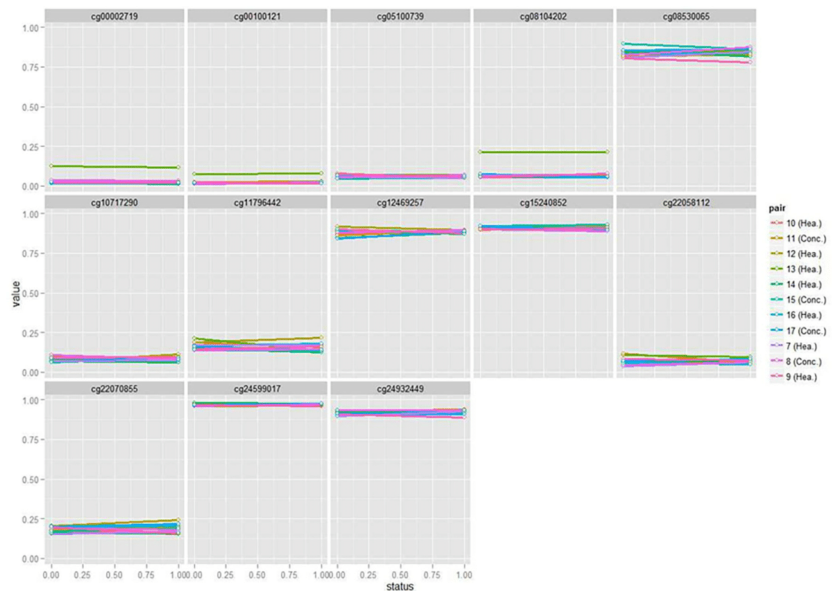 cg00002719 cg00100121 cg05100739 cg08104202 cg08530065
1.00
0.75
0.50
0.25
0.00
cg10717290 cg11796442 cg12469257 cg15240852 cg22058112
1.00
0.75
0.50
0.25
0.00
value
cg22070855 cg24599017 cg24932449
1.00
0.75
0.50
0.25
0.00
0.00 0.25 0.50 0.75 1.000.00 0.25 0.50 0.75 1.000.00 0.25 0.50 0.75 1.00
status
pair
10 (Hea.)
11 (Conc.)
12 (Hea.)
13 (Hea.)
14 (Hea.)
15 (Conc.)
16 (Hea.)
17 (Conc.)
7 (Hea.)
8 (Conc.)
9 (Hea.)